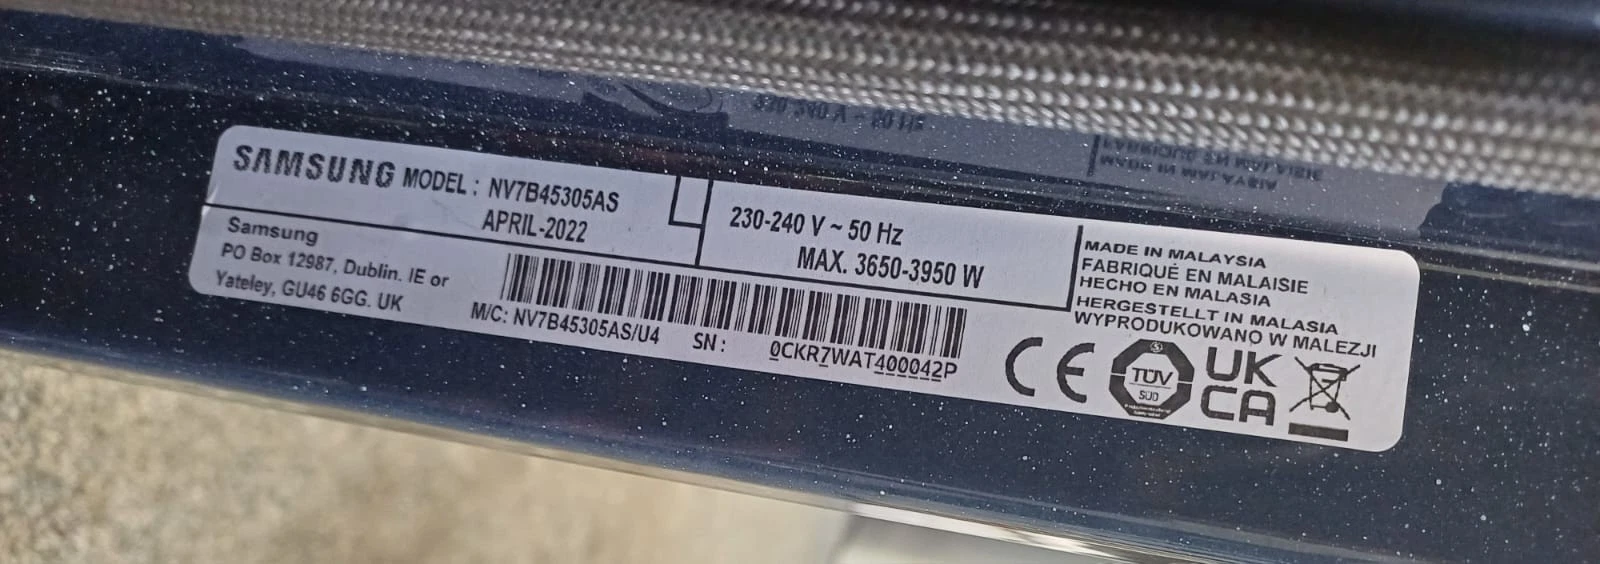 SAMSUNG MODEL : NV7B45305AS
APRIL-2022
230-240 V ~ 50 Hz
MAX. 3650-3950 W
Samsung
PO Box 12987, Dublin. IE or
Yateley, GU46 6GG. UK
M/C: NV7B45305AS/U4 SN : 0CKR7WAT400042P
MADE IN MALAYSIA
FABRIQUÉ EN MALAISIE
HECHO EN MALASIA
HERGESTELLT IN MALASIA
WYPRODUKOWANO W MALEZJI
CE
TÜV
SÜD
UK
CA